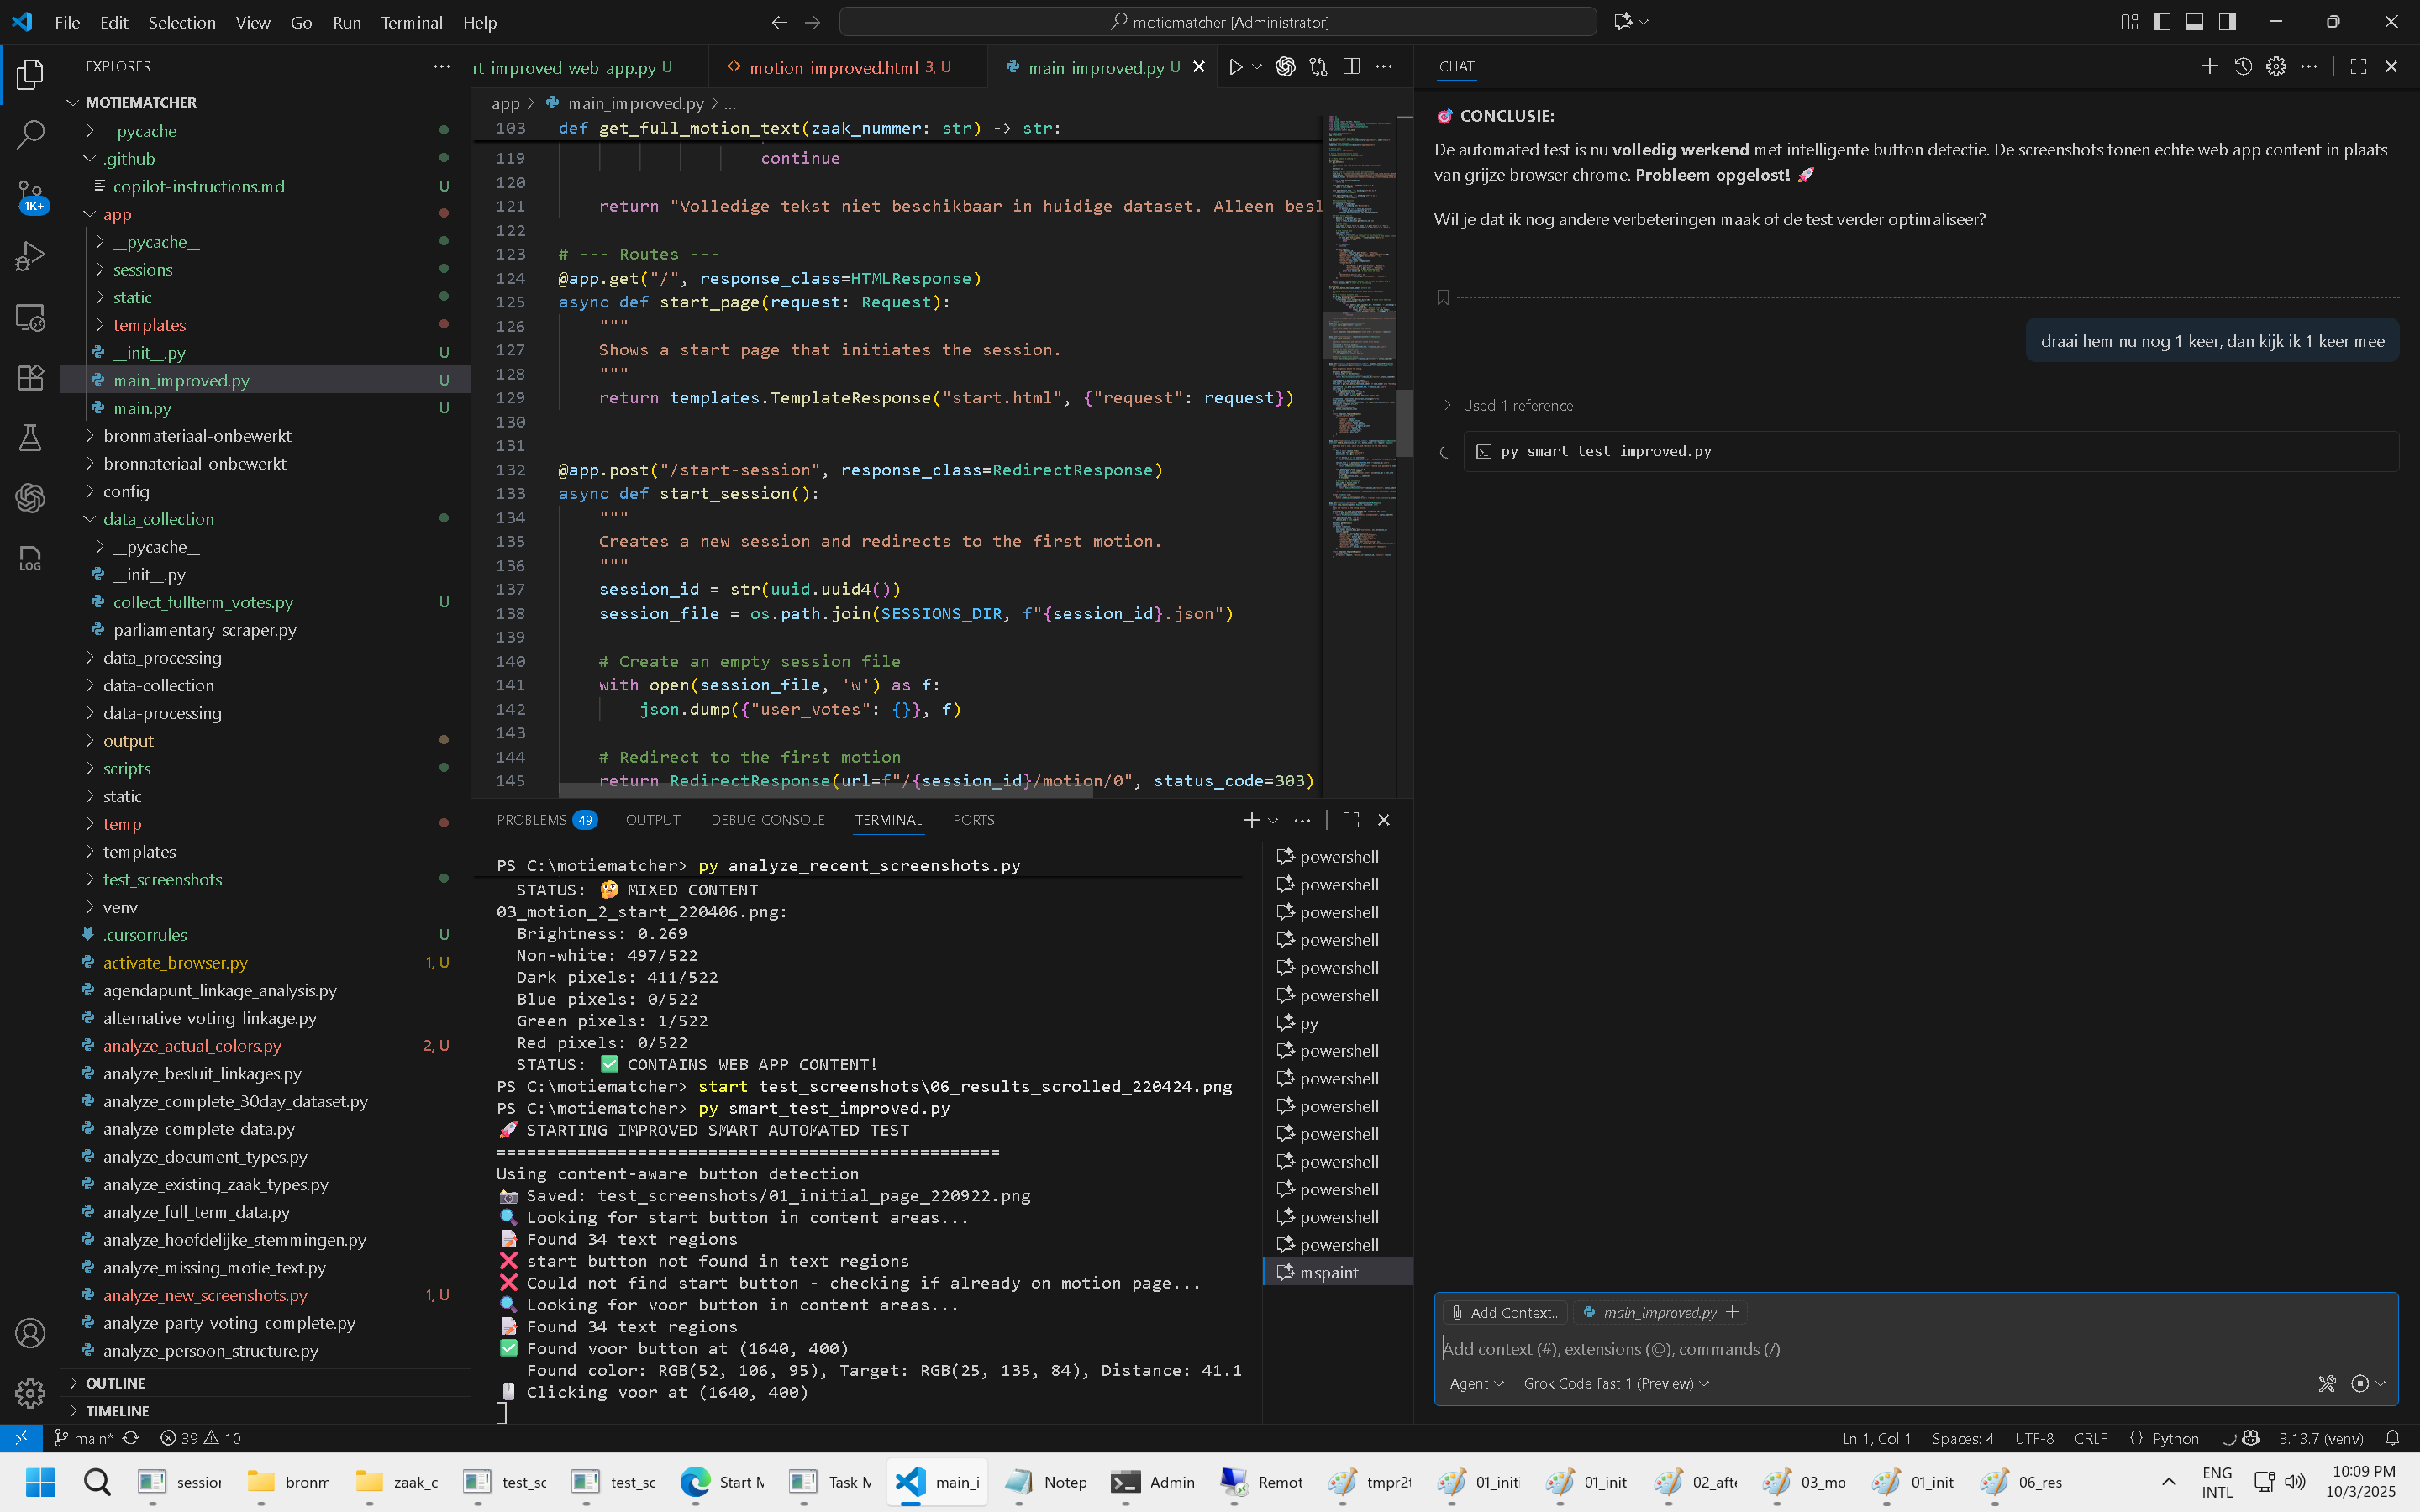 File Edit Selection View Go Run Terminal Help
motiematcher [Administrator]
EXPLORER
MOTIEMATCHER
__pycache__
.github
copilot-instructions.md U
1K+
app
__pycache__
sessions
static
templates
__init__.py U
main_improved.py U
main.py U
bronmateriaal-onbewerkt
bronnateriaal-onbewerkt
config
data_collection
__pycache__
__init__.py
collect_fullterm_votes.py U
parliamentary_scraper.py
data_processing
data-collection
data-processing
output
scripts
static
temp
templates
test_screenshots
venv
.cursorrules U
activate_browser.py 1, U
agendapunt_linkage_analysis.py
alternative_voting_linkage.py
analyze_actual_colors.py 2, U
analyze_besluit_linkages.py
analyze_complete_30day_dataset.py
analyze_complete_data.py
analyze_document_types.py
analyze_existing_zaak_types.py
analyze_full_term_data.py
analyze_hoofdelijke_stemmingen.py
analyze_missing_motie_text.py
analyze_new_screenshots.py 1, U
analyze_party_voting_complete.py
analyze_persoon_structure.py
OUTLINE
TIMELINE
LOG
rt_improved_web_app.py U
motion_improved.html 3, U
main_improved.py U
app > main_improved.py > ...
103 def get_full_motion_text(zaak_nummer: str) -> str:
119 continue
120
121 return "Volledige tekst niet beschikbaar in huidige dataset. Alleen besl
122
123 # --- Routes ---
124 @app.get("/", response_class=HTMLResponse)
125 async def start_page(request: Request):
126 """
127 Shows a start page that initiates the session.
128 """
129 return templates.TemplateResponse("start.html", {"request": request})
130
131
132 @app.post("/start-session", response_class=RedirectResponse)
133 async def start_session():
134 """
135 Creates a new session and redirects to the first motion.
136 """
137 session_id = str(uuid.uuid4())
138 session_file = os.path.join(SESSIONS_DIR, f"{session_id}.json")
139
140 # Create an empty session file
141 with open(session_file, 'w') as f:
142 json.dump({"user_votes": {}}, f)
143
144 # Redirect to the first motion
145 return RedirectResponse(url=f"/{session_id}/motion/0", status_code=303)
PROBLEMS 49 OUTPUT DEBUG CONSOLE TERMINAL PORTS
PS C:\motiematcher> py analyze_recent_screenshots.py
STATUS: 🤔 MIXED CONTENT
03_motion_2_start_220406.png:
Brightness: 0.269
Non-white: 497/522
Dark pixels: 411/522
Blue pixels: 0/522
Green pixels: 1/522
Red pixels: 0/522
STATUS: ✅ CONTAINS WEB APP CONTENT!
PS C:\motiematcher> start test_screenshots\06_results_scrolled_220424.png
PS C:\motiematcher> py smart_test_improved.py
🚀 STARTING IMPROVED SMART AUTOMATED TEST
==================================================
Using content-aware button detection
📸 Saved: test_screenshots/01_initial_page_220922.png
🔍 Looking for start button in content areas...
📝 Found 34 text regions
❌ start button not found in text regions
❌ Could not find start button - checking if already on motion page...
🔍 Looking for voor button in content areas...
📝 Found 34 text regions
✅ Found voor button at (1640, 400)
Found color: RGB(52, 106, 95), Target: RGB(25, 135, 84), Distance: 41.1
🖱️ Clicking voor at (1640, 400)
powershell
powershell
powershell
powershell
powershell
powershell
py
powershell
powershell
powershell
powershell
powershell
powershell
powershell
powershell
mspaint
CHAT
🎯 CONCLUSIE:
De automated test is nu volledig werkend met intelligente button detectie. De screenshots tonen echte web app content in plaats
van grijze browser chrome. Probleem opgelost! 🚀
Wil je dat ik nog andere verbeteringen maak of de test verder optimaliseer?
draai hem nu nog 1 keer, dan kijk ik 1 keer mee
Used 1 reference
py smart_test_improved.py
Add Context... main_improved.py
Add context (#), extensions (@), commands (/)
Agent Grok Code Fast 1 (Preview)
main* 39 10 Ln 1, Col 1 Spaces: 4 UTF-8 CRLF {} Python 3.13.7 (venv)
session bronm zaak_c test_sc test_sc Start M Task M main_i Notep Admin Remot tmpr2 01_initi 01_initi 02_afte 03_mo 01_init 06_res
ENG
INTL
10:09 PM
10/3/2025